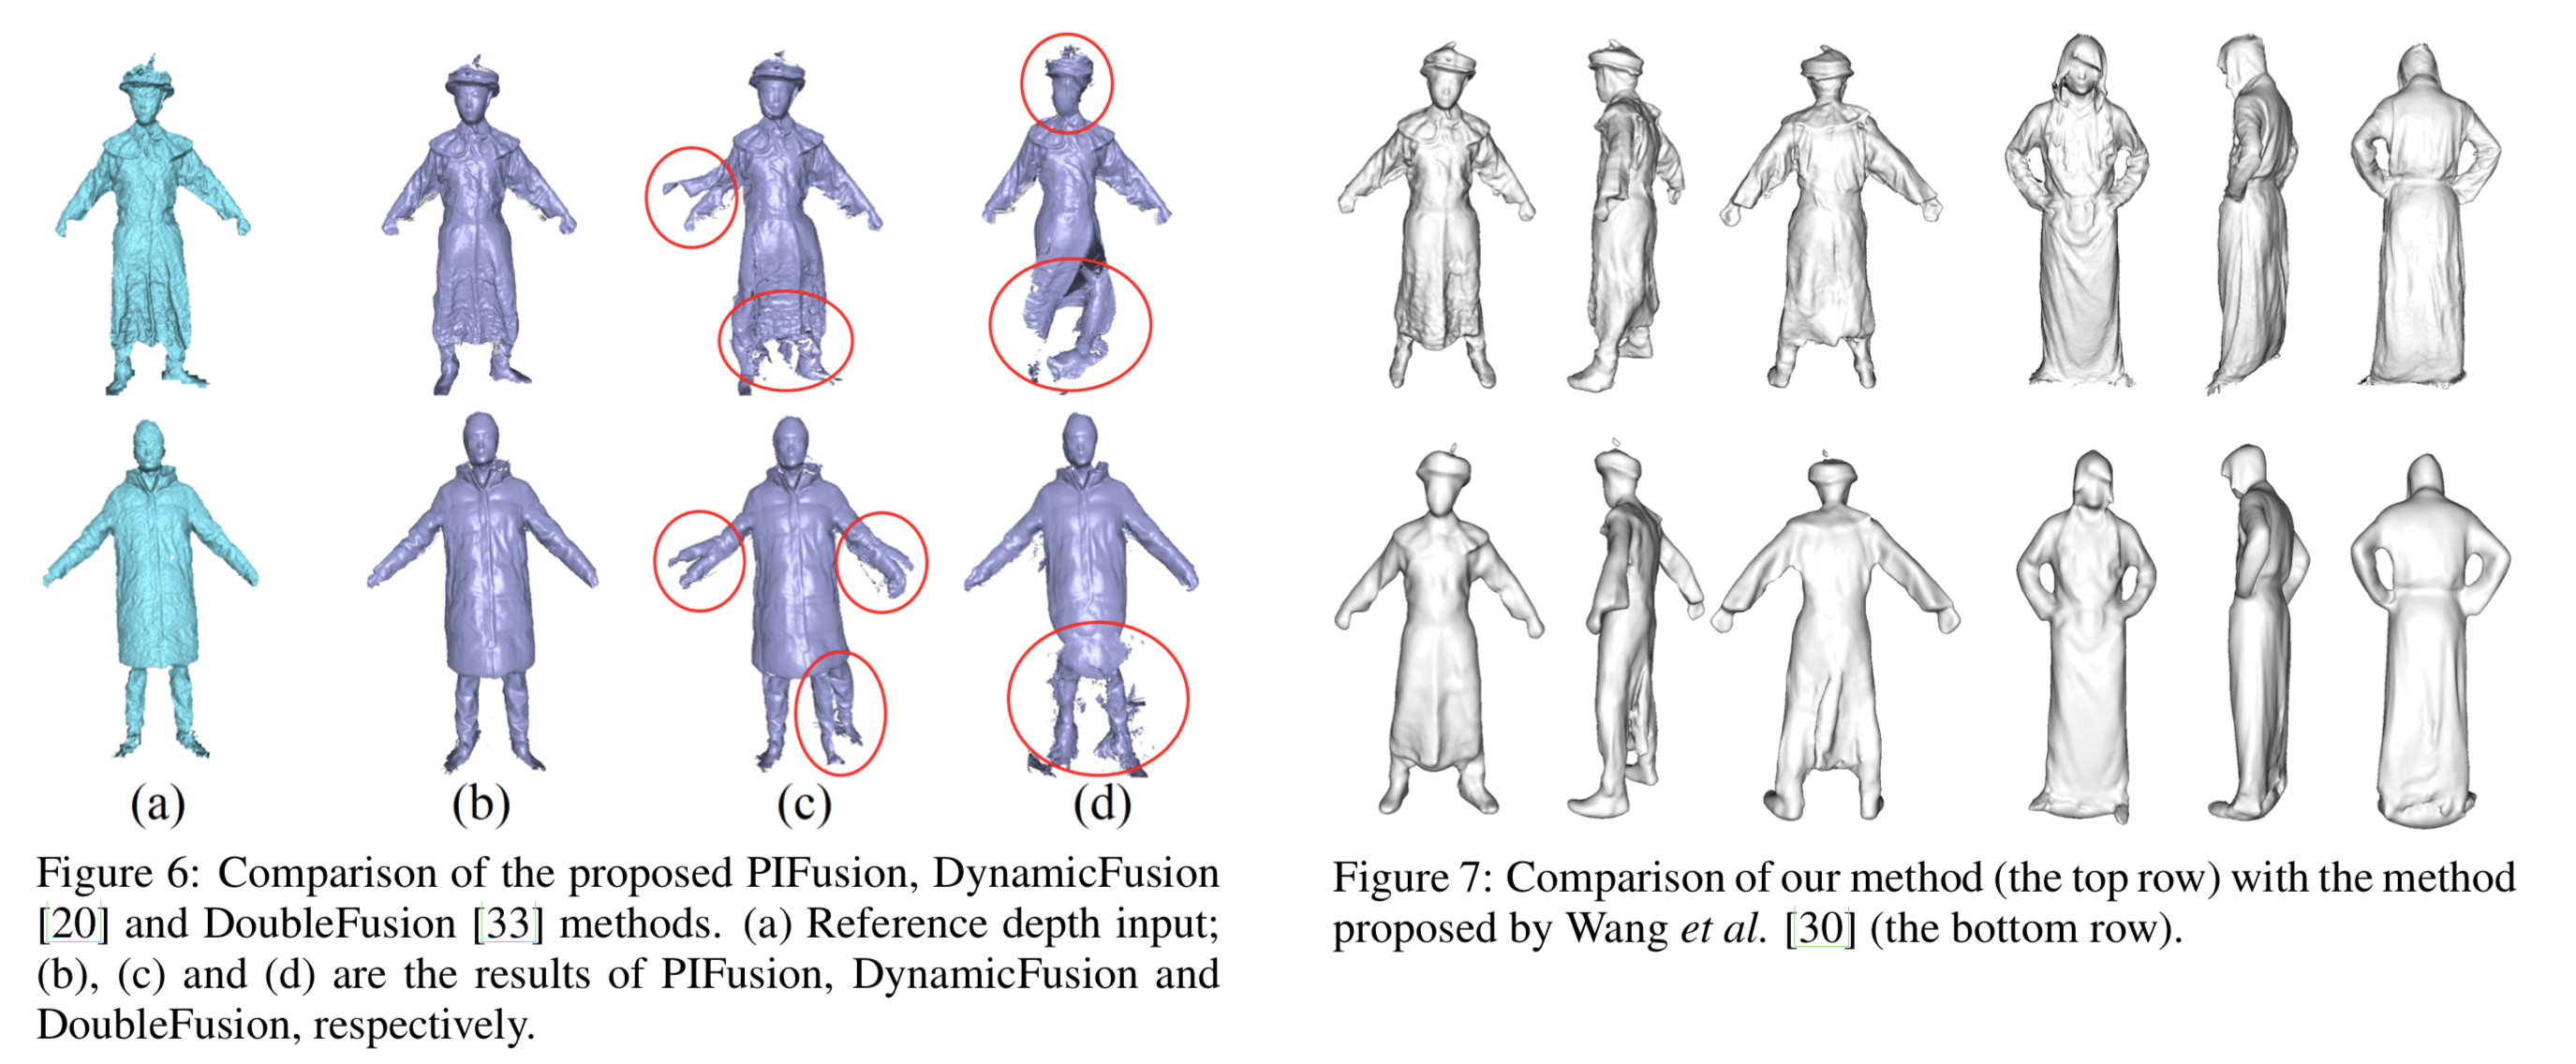 (a)
(b)
(c)
(d)
Figure 6: Comparison of the proposed PIFusion, DynamicFusion
[20] and DoubleFusion [33] methods. (a) Reference depth input;
(b), (c) and (d) are the results of PIFusion, DynamicFusion and
DoubleFusion, respectively.
Figure 7: Comparison of our method (the top row) with the method
proposed by Wang et al. [30] (the bottom row).